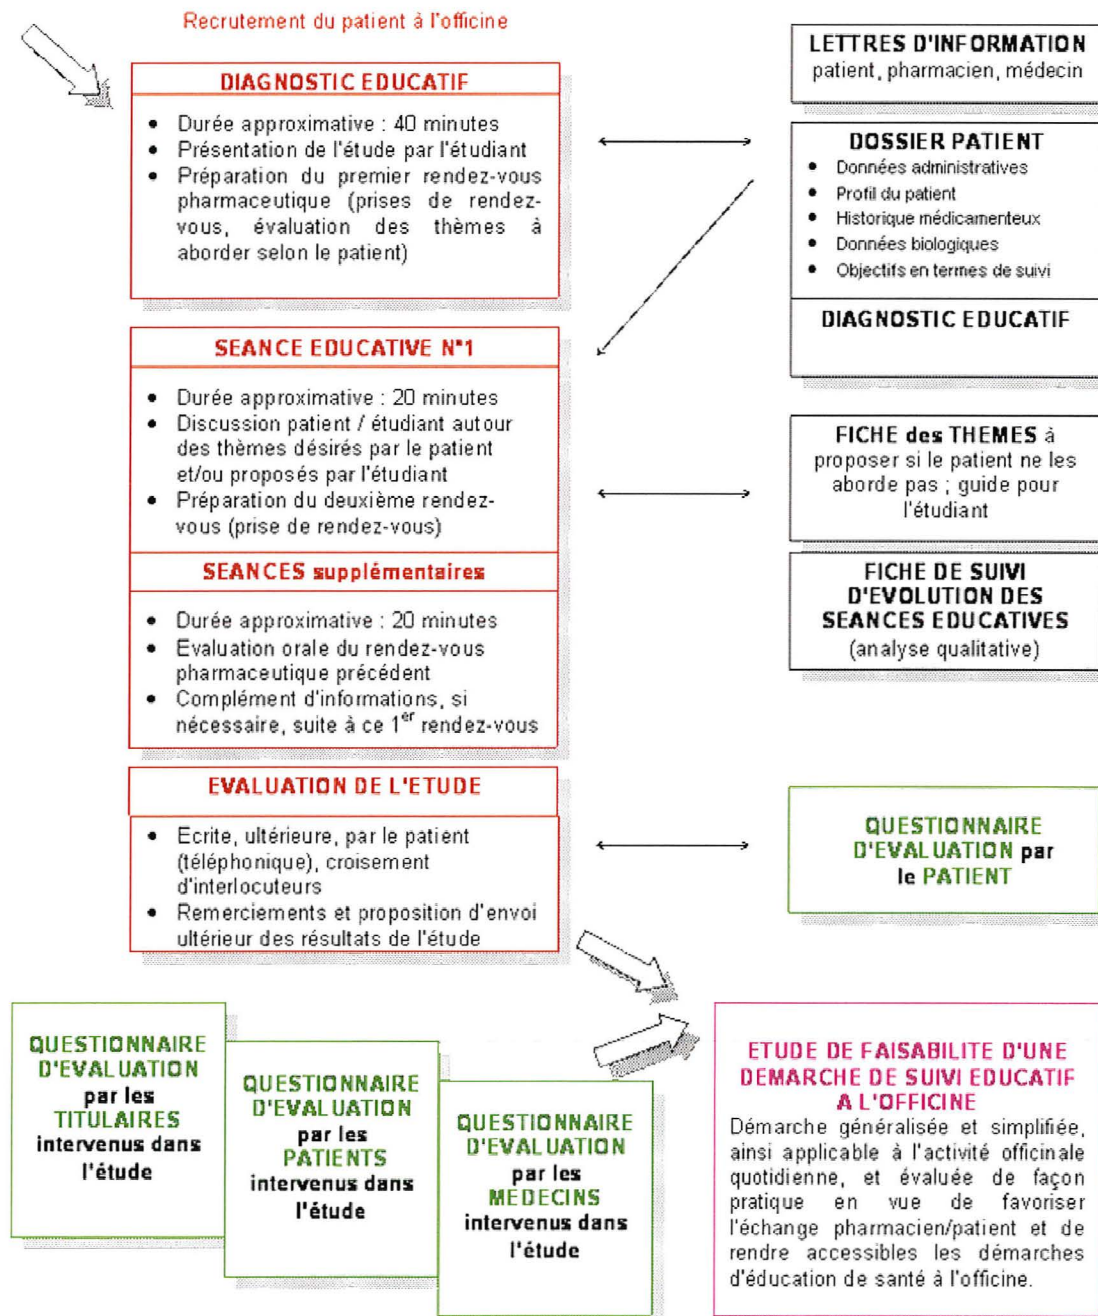 Recrutement du patient à l'officine
DIAGNOSTIC EDUCATIF
• Durée approximative : 40 minutes
• Présentation de l'étude par l'étudiant
• Préparation du premier rendez-vous
pharmaceutique (prises de rendez-
vous, évaluation des thèmes à
aborder selon le patient)
LETTRES D'INFORMATION
patient, pharmacien, médecin
DOSSIER PATIENT
• Données administratives
• Profil du patient
• Historique médicamenteux
• Données biologiques
• Objectifs en termes de suivi
DIAGNOSTIC EDUCATIF
SEANCE EDUCATIVE N°1
• Durée approximative : 20 minutes
• Discussion patient / étudiant autour
des thèmes désirés par le patient
et/ou proposés par l'étudiant
• Préparation du deuxième rendez-
vous (prise de rendez-vous)
FICHE des THEMES à
proposer si le patient ne les
aborde pas ; guide pour
l'étudiant
SEANCES supplémentaires
• Durée approximative : 20 minutes
• Evaluation orale du rendez-vous
pharmaceutique précédent
• Complément d'informations, si
nécessaire, suite à ce 1er rendez-vous
FICHE DE SUIVI
D'EVOLUTION DES
SEANCES EDUCATIVES
(analyse qualitative)
EVALUATION DE L'ETUDE
• Ecrite, ultérieure, par le patient
(téléphonique), croisement
d'interlocuteurs
• Remerciements et proposition d'envoi
ultérieur des résultats de l'étude
QUESTIONNAIRE
D'EVALUATION par
le PATIENT
QUESTIONNAIRE
D'EVALUATION
par les
TITULAIRES
intervenus dans
l'étude
QUESTIONNAIRE
D'EVALUATION
par les
PATIENTS
intervenus dans
l'étude
QUESTIONNAIRE
D'EVALUATION
par les
MEDECINS
intervenus dans
l'étude
ETUDE DE FAISABILITE D'UNE
DEMARCHE DE SUIVI EDUCATIF
A L'OFFICINE
Démarche généralisée et simplifiée,
ainsi applicable à l'activité officinale
quotidienne, et évaluée de façon
pratique en vue de favoriser
l'échange pharmacien/patient et de
rendre accessibles les démarches
d'éducation de santé à l'officine.